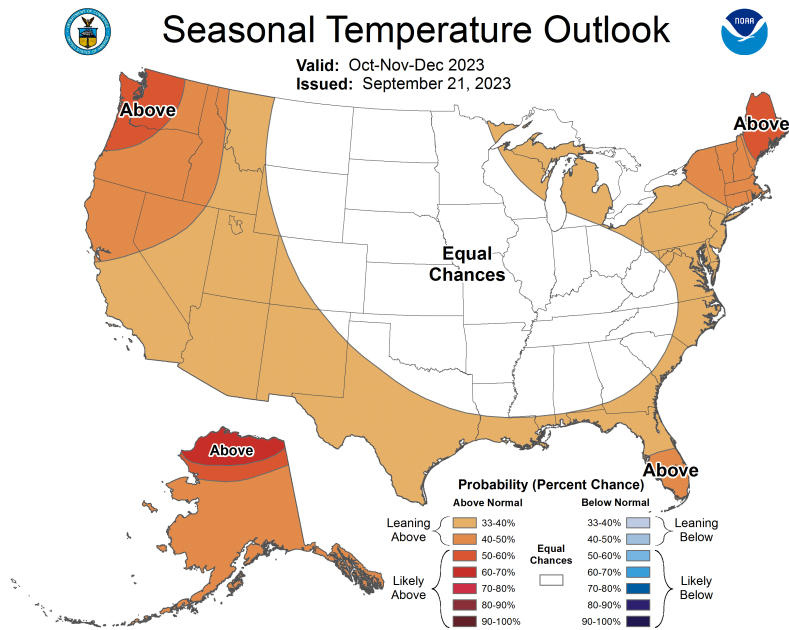 Seasonal Temperature Outlook
NOAA
Valid: Oct-Nov-Dec 2023
Issued: September 21, 2023
Above
Above
Equal
Chances
Above
Above
Probability (Percent Chance)
Above Normal
Below Normal
Leaning
Above
33-40%
40-50%
Likely
Above
50-60%
60-70%
70-80%
80-90%
90-100%
Equal
Chances
33-40%
40-50%
Leaning
Below
50-60%
60-70%
70-80%
80-90%
90-100%
Likely
Below